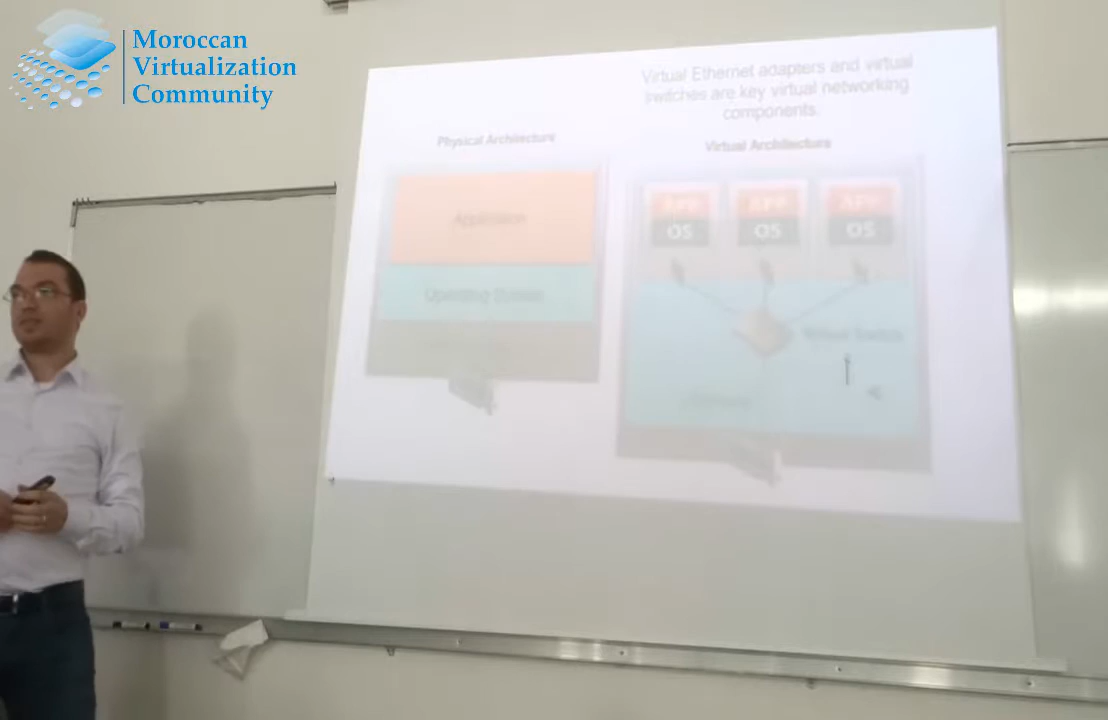 Moroccan
Virtualization
Community
Virtual Ethernet adapters and virtual
switches are key virtual networking
components.
Physical Architecture
Virtual Architecture
APP
APP
APP
OS
OS
OS
Application
Operating System
Virtual Switch